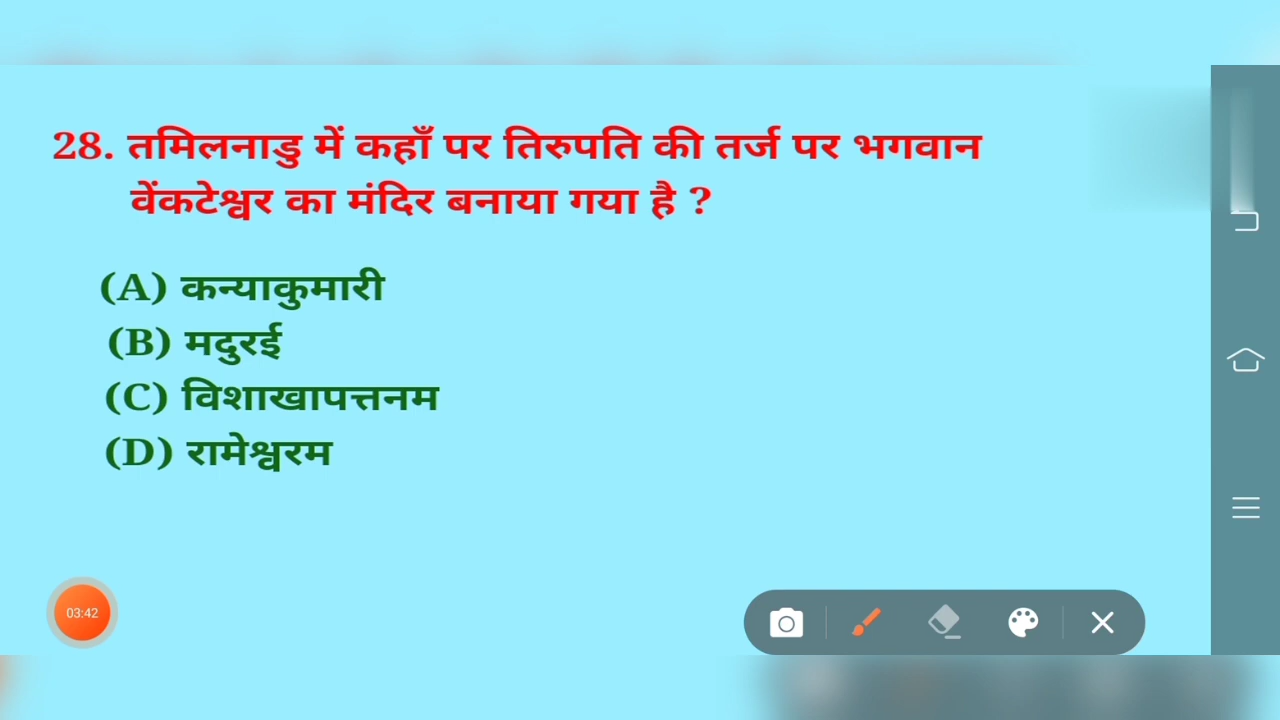 28. तमिलनाडु में कहाँ पर तिरुपति की तर्ज पर भगवान
वेंकटेश्वर का मंदिर बनाया गया है ?
(A) कन्याकुमारी
(B) मदुरई
(C) विशाखापत्तनम
(D) रामेश्वरम
03:42